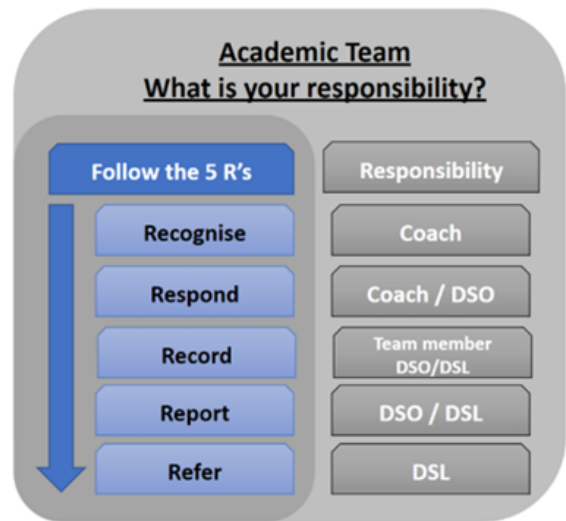 Academic Team
What is your responsibility?
Follow the 5 R's
Responsibility
Recognise
Coach
Respond
Coach / DSO
Record
Team member
DSO/DSL
Report
DSO / DSL
Refer
DSL